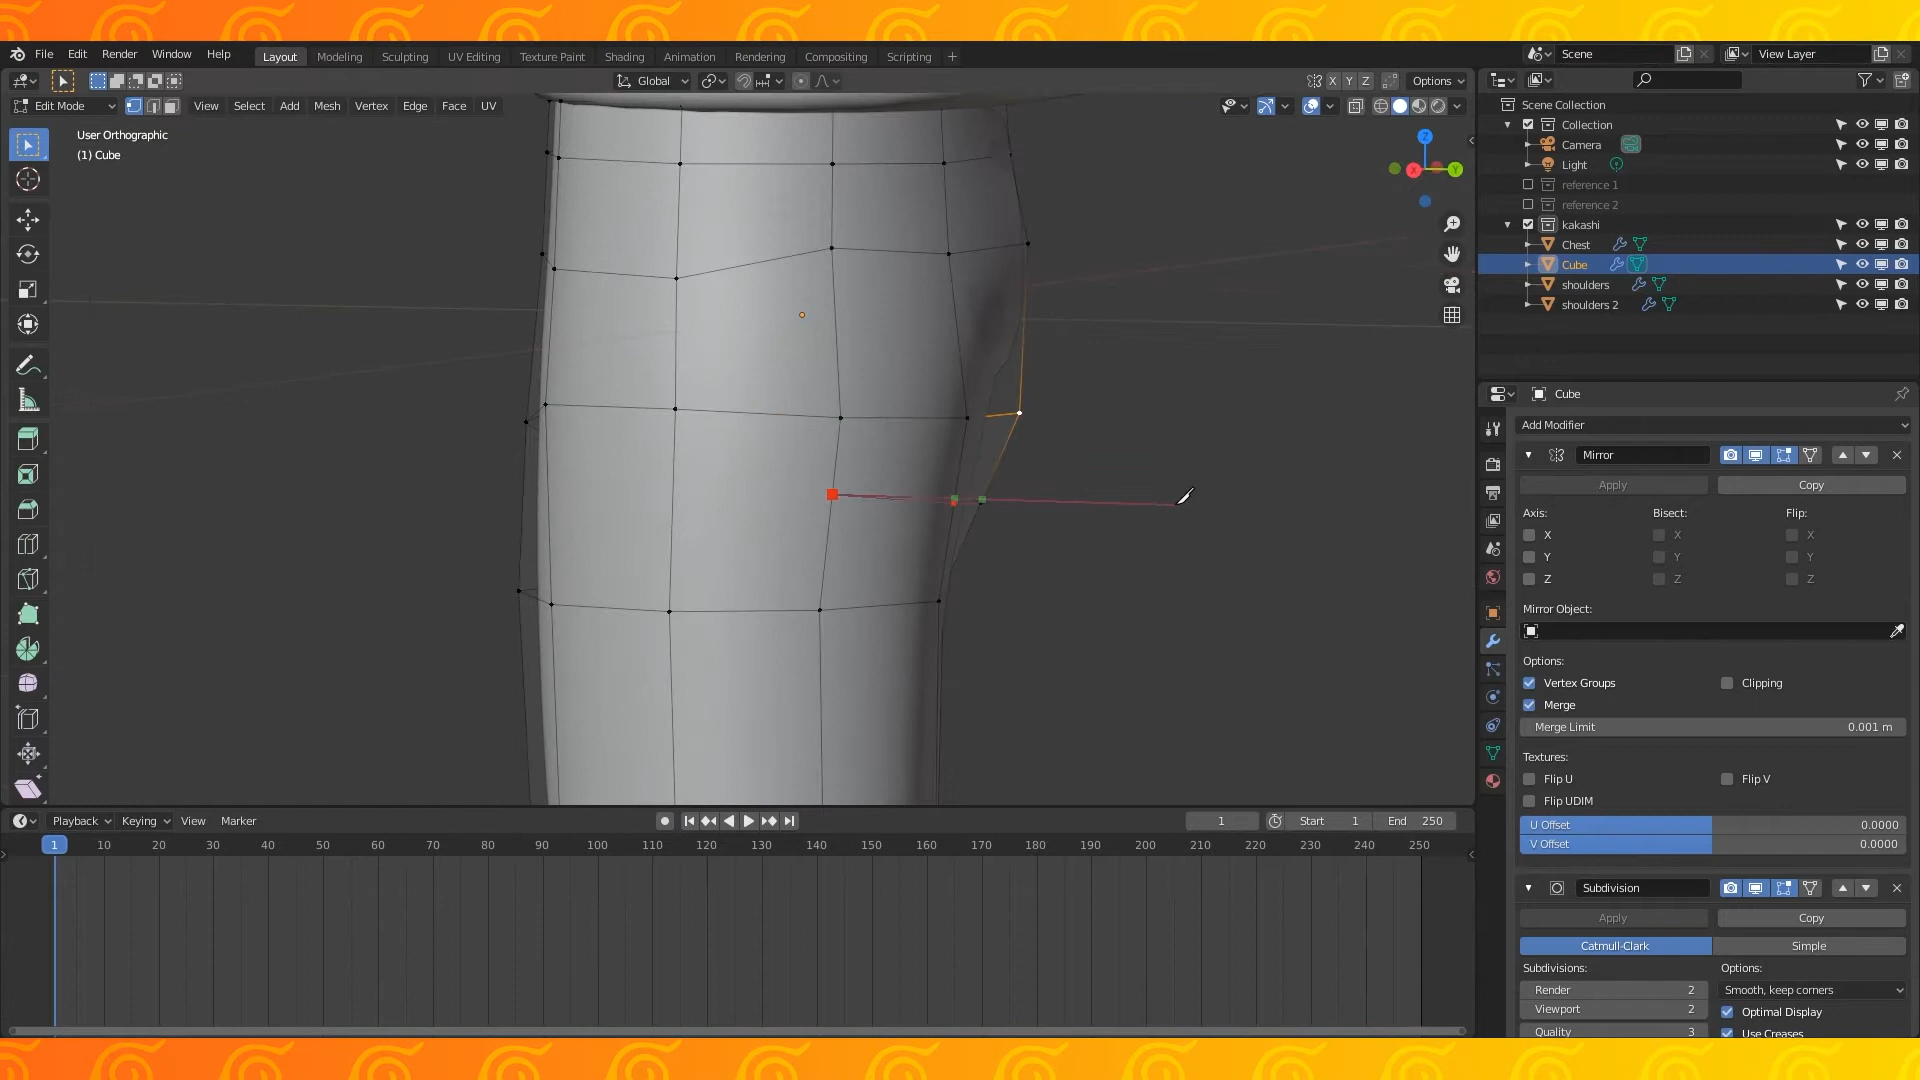 File Edit Render Window Help Layout Modeling Sculpting UV Editing Texture Paint Shading Animation Rendering Compositing Scripting + Scene View Layer
Global X Y Z Options
Edit Mode View Select Add Mesh Vertex Edge Face UV
User Orthographic
(1) Cube
Z
X Y
Scene Collection
Collection
Camera
Light
reference 1
reference 2
kakashi
Chest
Cube
shoulders
shoulders 2
Cube
Add Modifier
Mirror
Apply Copy
Axis: Bisect: Flip:
X X X
Y Y Y
Z Z Z
Mirror Object:
Options:
Vertex Groups Clipping
Merge
Merge Limit 0.001 m
Textures:
Flip U Flip V
Flip UDIM
U Offset 0.0000
V Offset 0.0000
Subdivision
Apply Copy
Catmull-Clark Simple
Subdivisions: Options:
Render 2 Smooth, keep corners
Viewport 2 Optimal Display
Quality 3 Use Creases
Playback Keying View Marker 1 Start 1 End 250
1 10 20 30 40 50 60 70 80 90 100 110 120 130 140 150 160 170 180 190 200 210 220 230 240 250